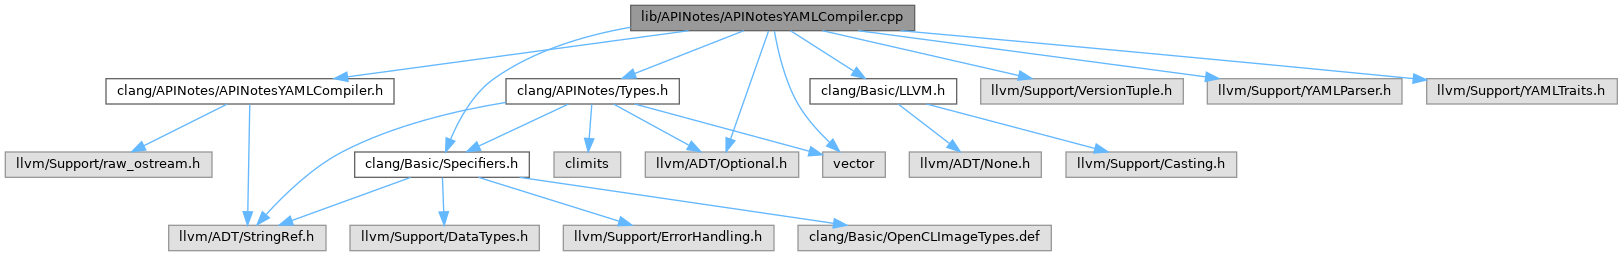 lib/APINotes/APINotesYAMLCompiler.cpp
clang/APINotes/APINotesYAMLCompiler.h
clang/APINotes/Types.h
clang/Basic/LLVM.h
llvm/Support/VersionTuple.h
llvm/Support/YAMLParser.h
llvm/Support/YAMLTraits.h
llvm/Support/raw_ostream.h
clang/Basic/Specifiers.h
climits
llvm/ADT/Optional.h
vector
llvm/ADT/None.h
llvm/Support/Casting.h
llvm/ADT/StringRef.h
llvm/Support/DataTypes.h
llvm/Support/ErrorHandling.h
clang/Basic/OpenCLImageTypes.def